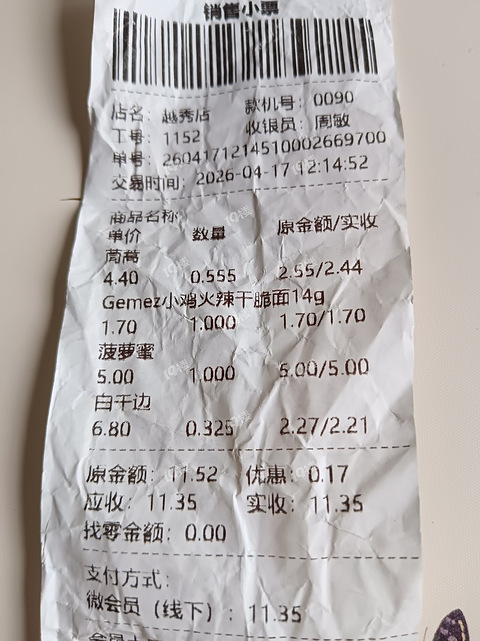 销售小票
店名：越秀店 款机号：0090
工号：1152 收银员：周敏
单号：2604171214510002669700
交易时间：2026-04-17 12:14:52
商品名称
单价 数量 原金额/实收
莴莴
4.40 0.555 2.55/2.44
Gemez小鸡火辣干脆面14g
1.70 1.000 1.70/1.70
菠萝蜜
5.00 1.000 5.00/5.00
白干边
6.80 0.325 2.27/2.21
原金额：11.52 优惠：0.17
应收：11.35 实收：11.35
找零金额：0.00
支付方式：
微会员（线下）：11.35